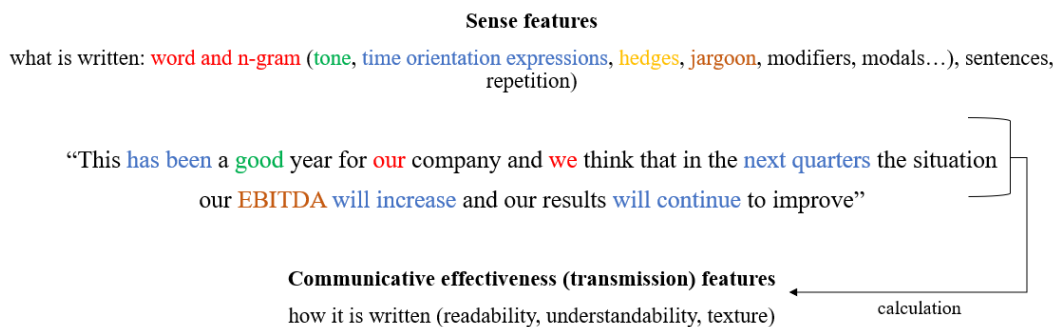 Sense features
what is written: word and n-gram (tone, time orientation expressions, hedges, jargoon, modifiers, modals…), sentences,
repetition)
“This has been a good year for our company and we think that in the next quarters the situation
our EBITDA will increase and our results will continue to improve”
Communicative effectiveness (transmission) features
how it is written (readability, understandability, texture)
calculation